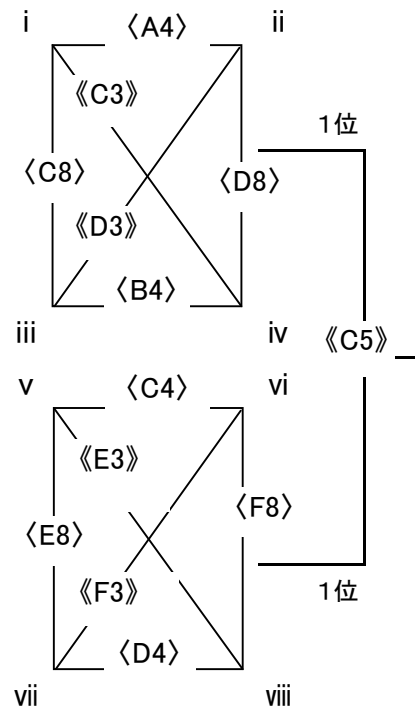 i 〈A4〉 ii
《C3》
1位
〈C8〉 〈D8〉
《D3》
〈B4〉
iii iv 《C5》
v 〈C4〉 vi
《E3》
〈F8〉
〈E8〉
《F3》 1位
〈D4〉
vii viii